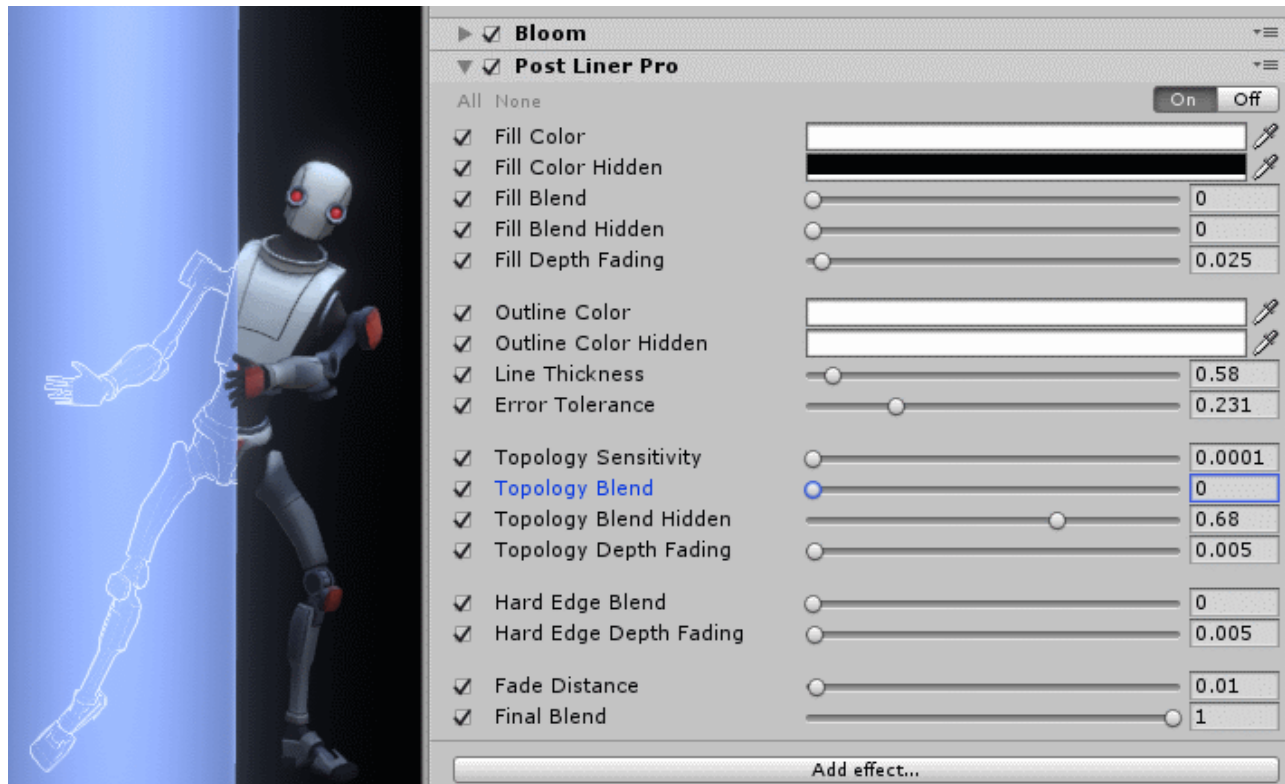 Bloom
Post Liner Pro
All None On Off
Fill Color
Fill Color Hidden
Fill Blend 0
Fill Blend Hidden 0
Fill Depth Fading 0.025
Outline Color
Outline Color Hidden
Line Thickness 0.58
Error Tolerance 0.231
Topology Sensitivity 0.0001
Topology Blend 0
Topology Blend Hidden 0.68
Topology Depth Fading 0.005
Hard Edge Blend 0
Hard Edge Depth Fading 0.005
Fade Distance 0.01
Final Blend 1
Add effect...